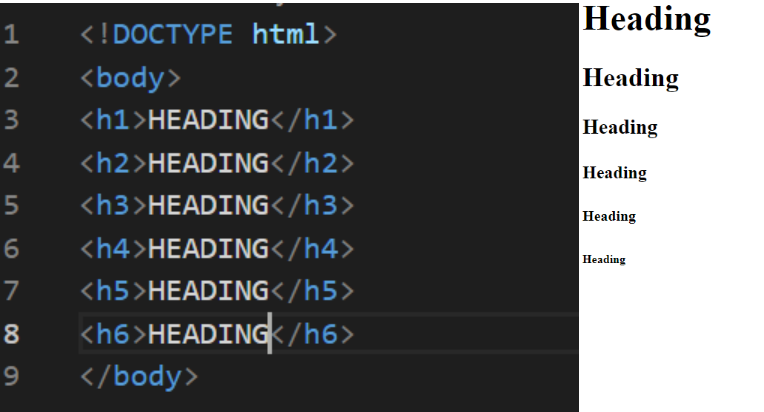 1 <!DOCTYPE html>
2 <body>
3 <h1>HEADING</h1>
4 <h2>HEADING</h2>
5 <h3>HEADING</h3>
6 <h4>HEADING</h4>
7 <h5>HEADING</h5>
8 <h6>HEADING</h6>
9 </body>
Heading
Heading
Heading
Heading
Heading
Heading